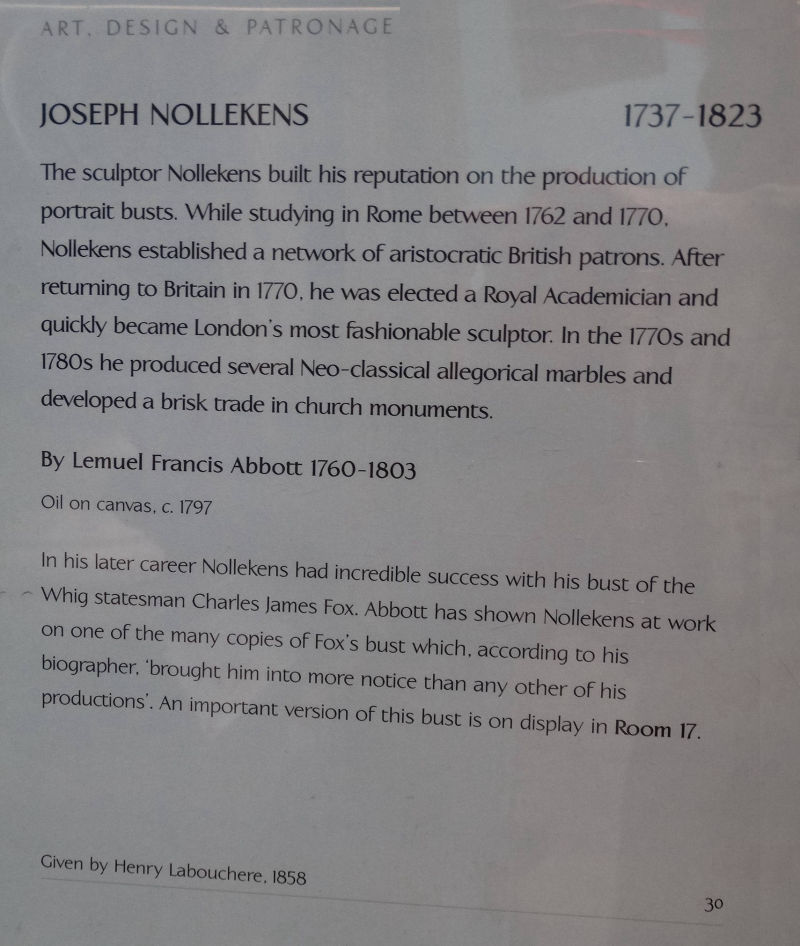 ART, DESIGN & PATRONAGE
JOSEPH NOLLEKENS 1737-1823
The sculptor Nollekens built his reputation on the production of
portrait busts. While studying in Rome between 1762 and 1770,
Nollekens established a network of aristocratic British patrons. After
returning to Britain in 1770, he was elected a Royal Academician and
quickly became London's most fashionable sculptor. In the 1770s and
1780s he produced several Neo-classical allegorical marbles and
developed a brisk trade in church monuments.
By Lemuel Francis Abbott 1760-1803
Oil on canvas, c. 1797
In his later career Nollekens had incredible success with his bust of the
Whig statesman Charles James Fox. Abbott has shown Nollekens at work
on one of the many copies of Fox's bust which, according to his
biographer, 'brought him into more notice than any other of his
productions'. An important version of this bust is on display in Room 17.
Given by Henry Labouchere, 1858
30